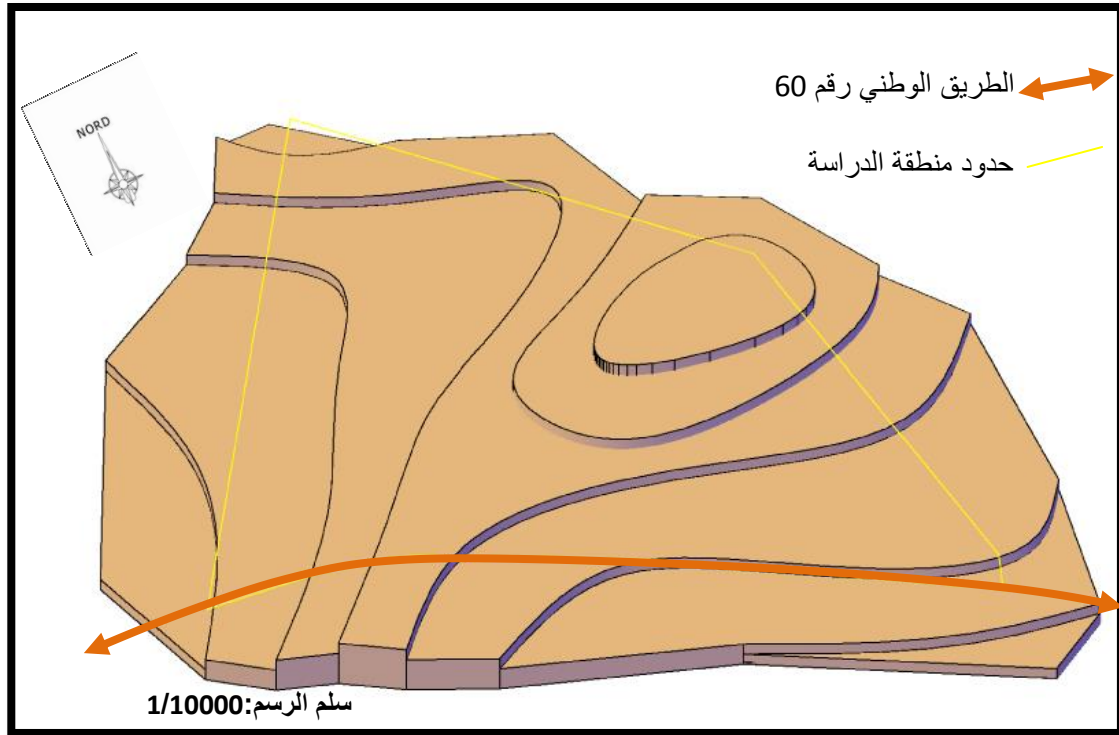 الطريق الوطني رقم 60
حدود منطقة الدراسة
NORD
سلم الرسم:1/10000